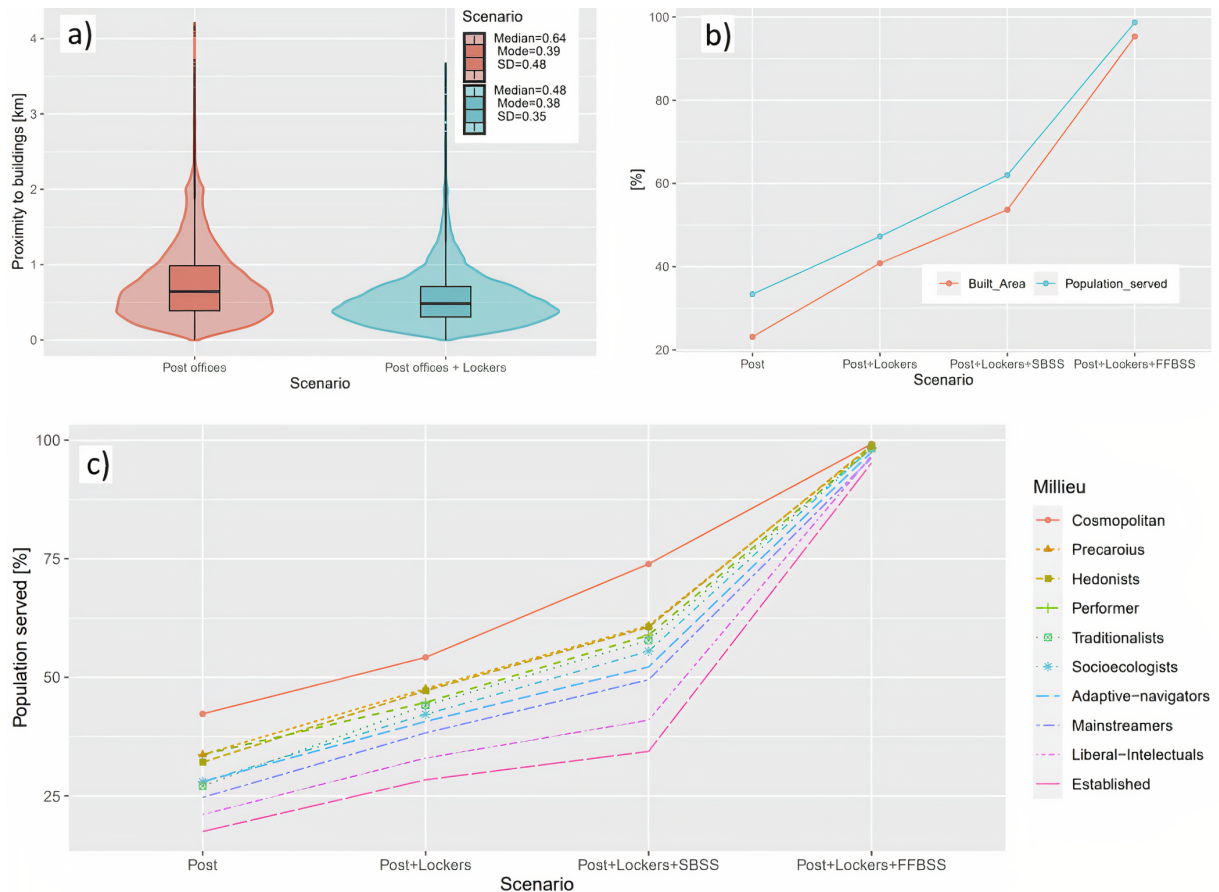 a)
Scenario
Median=0.64
Mode=0.39
SD=0.48
Median=0.48
Mode=0.38
SD=0.35
Proximity to buildings [km]
4
3
2
1
0
Post offices
Post offices + Lockers
Scenario
b)
[%]
100
80
60
40
20
Built_Area
Population_served
Post
Post+Lockers
Post+Lockers+SBSS
Post+Lockers+FFBSS
Scenario
c)
Population served [%]
100
75
50
25
Post
Post+Lockers
Post+Lockers+SBSS
Post+Lockers+FFBSS
Scenario
Millieu
Cosmopolitan
Precaroius
Hedonists
Performer
Traditionalists
Socioecologists
Adaptive-navigators
Mainstreamers
Liberal-Intelectuals
Established